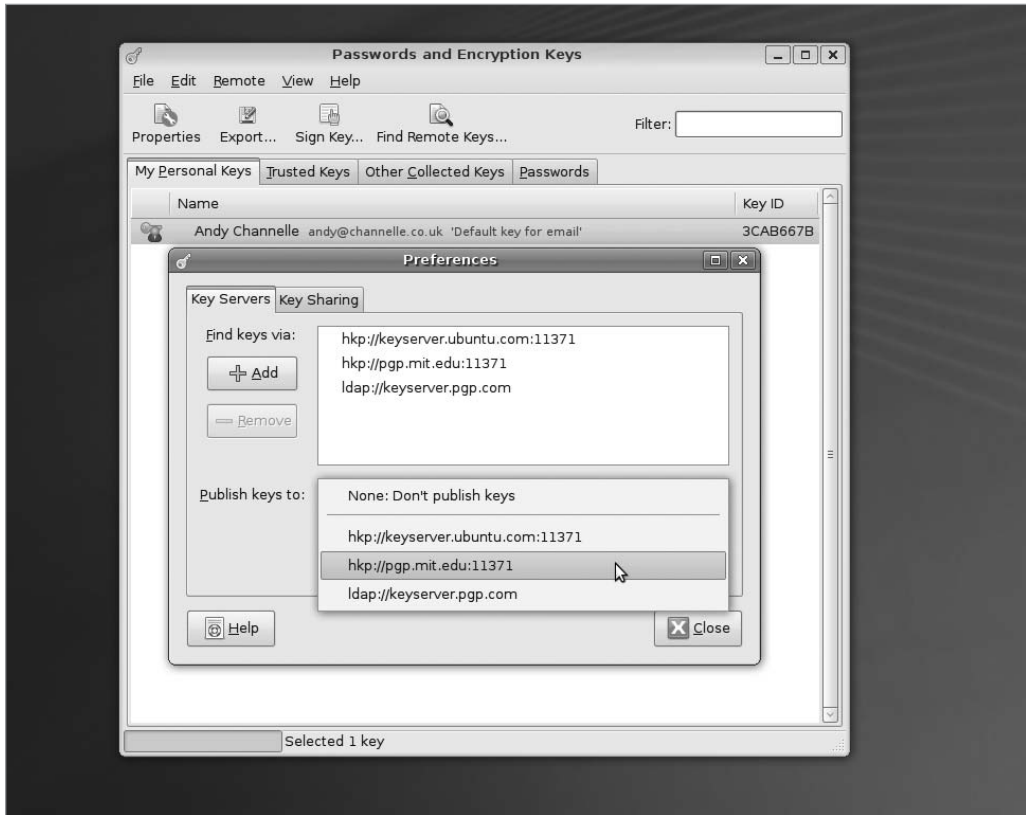 Passwords and Encryption Keys
File Edit Remote View Help
Properties Export... Sign Key... Find Remote Keys... Filter:
My Personal Keys Trusted Keys Other Collected Keys Passwords
Name Key ID
Andy Channelle andy@channelle.co.uk 'Default key for email' 3CAB667B
Preferences
Key Servers Key Sharing
Find keys via:
hkp://keyserver.ubuntu.com:11371
Add
hkp://pgp.mit.edu:11371
ldap://keyserver.pgp.com
Remove
Publish keys to:
None: Don't publish keys
hkp://keyserver.ubuntu.com:11371
hkp://pgp.mit.edu:11371
ldap://keyserver.pgp.com
Help Close
Selected 1 key